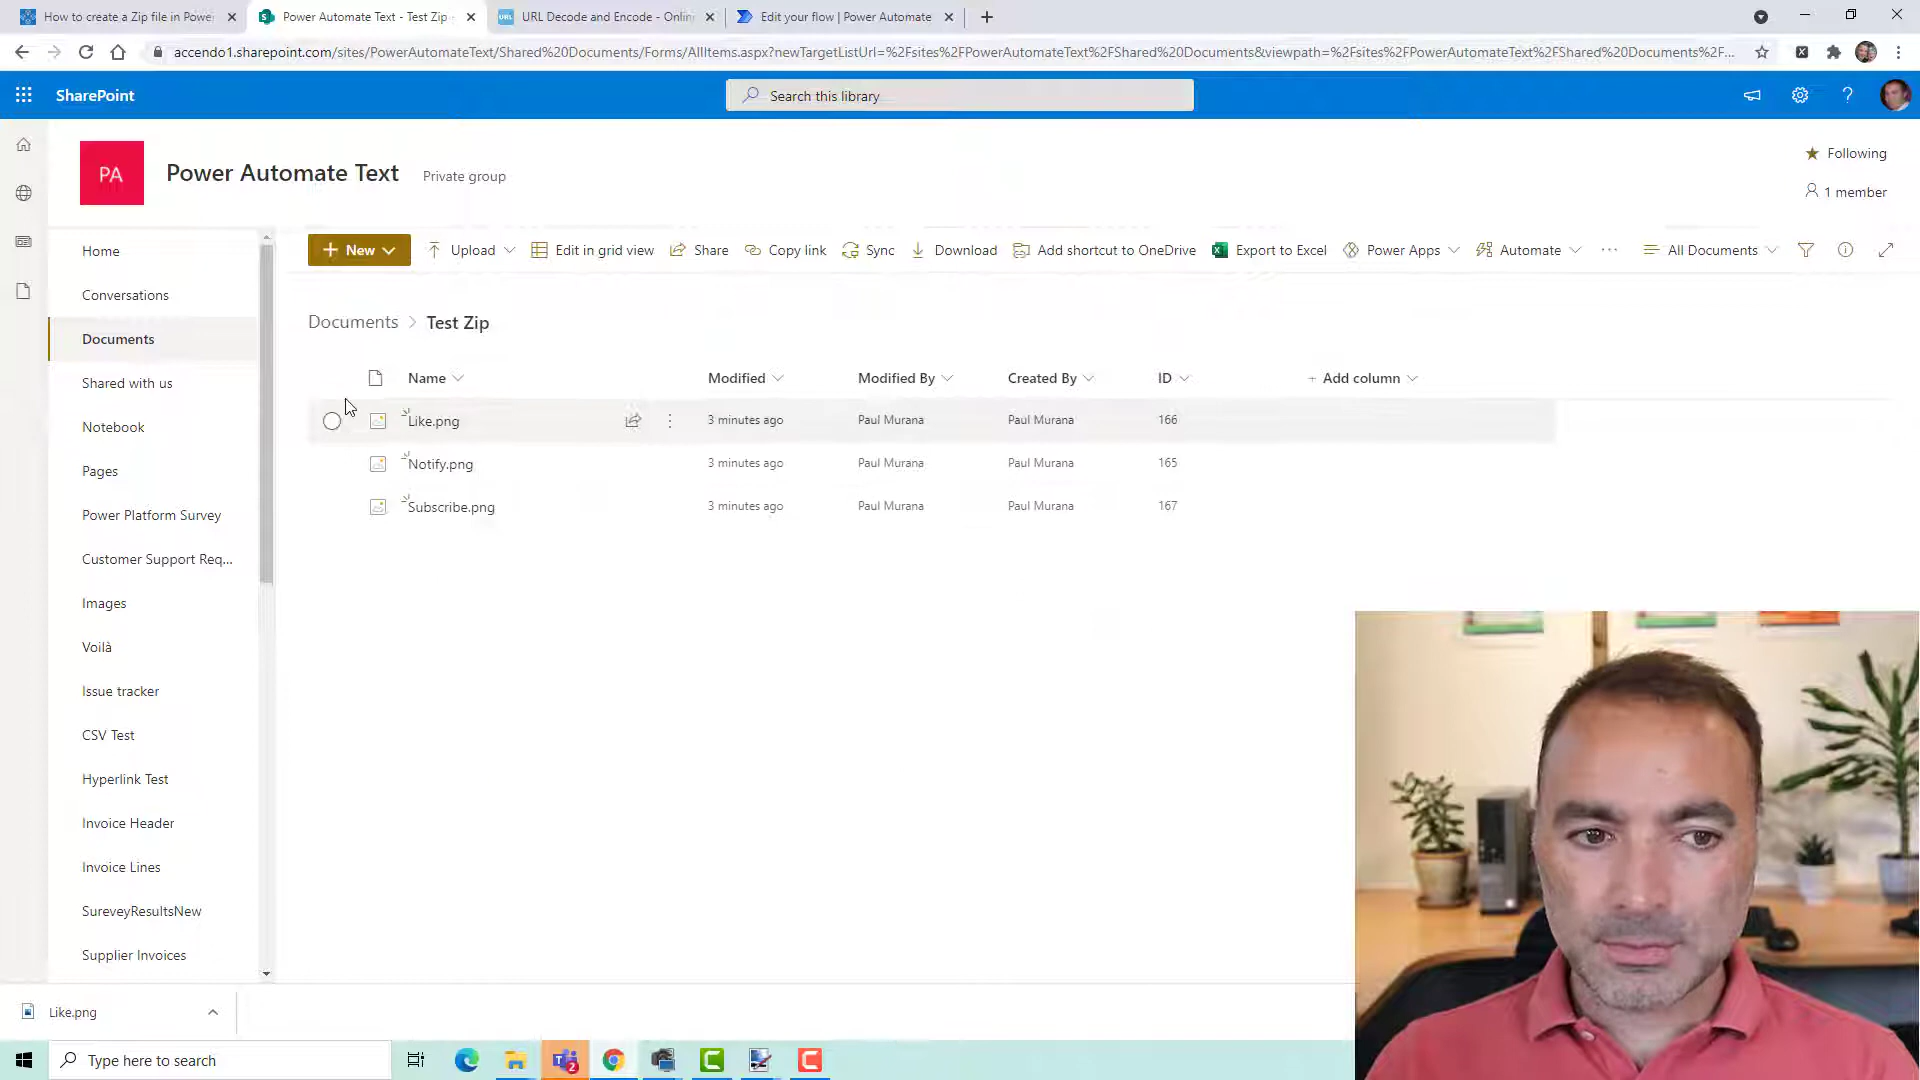 How to create a Zip file in Powe
Power Automate Text - Test Zip -
URL Decode and Encode - Onlin
Edit your flow | Power Automate
accendo1.sharepoint.com/sites/PowerAutomateText/Shared%20Documents/Forms/AllItems.aspx?newTargetListUrl=%2Fsites%2FPowerAutomateText%2FShared%20Documents&viewpath=%2Fsites%2FPowerAutomateText%2FShared%20Documents%2F...
SharePoint
Search this library
PA
Power Automate Text
Private group
Following
1 member
New
Upload
Edit in grid view
Share
Copy link
Sync
Download
Add shortcut to OneDrive
Export to Excel
Power Apps
Automate
All Documents
Home
Conversations
Documents
Shared with us
Notebook
Pages
Power Platform Survey
Customer Support Req...
Images
Voilà
Issue tracker
CSV Test
Hyperlink Test
Invoice Header
Invoice Lines
SureveyResultsNew
Supplier Invoices
Documents > Test Zip
Name Modified Modified By Created By ID + Add column
Like.png 3 minutes ago Paul Murana Paul Murana 166
Notify.png 3 minutes ago Paul Murana Paul Murana 165
Subscribe.png 3 minutes ago Paul Murana Paul Murana 167
Like.png
Type here to search
2